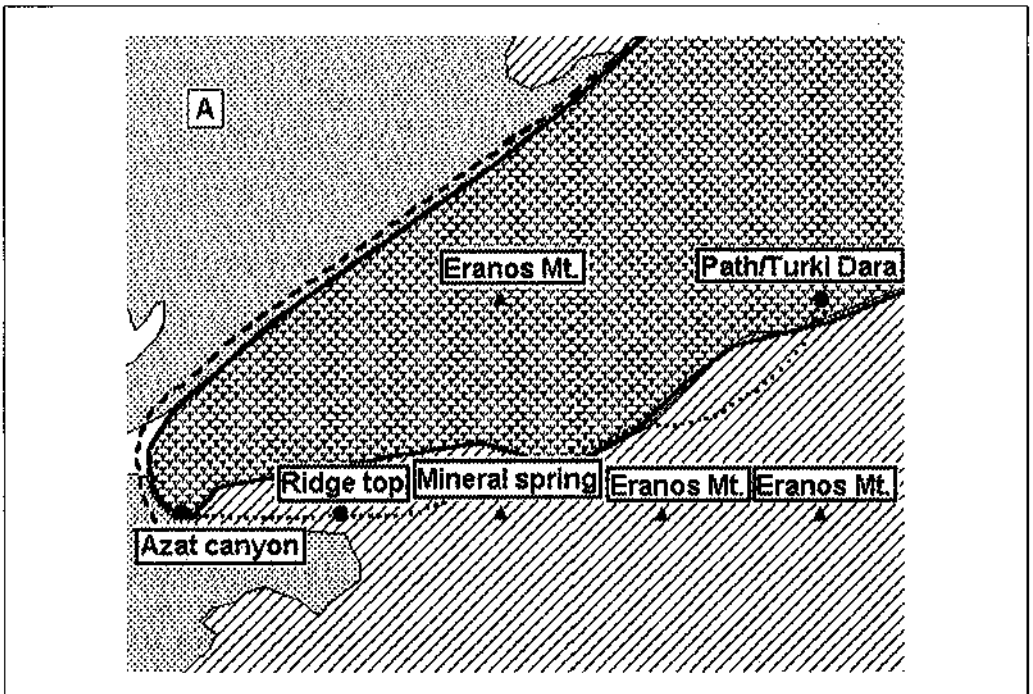 A
Eranos Mt.
Path/Turki Dara
Ridge top
Mineral spring
Eranos Mt.
Eranos Mt.
Azat canyon